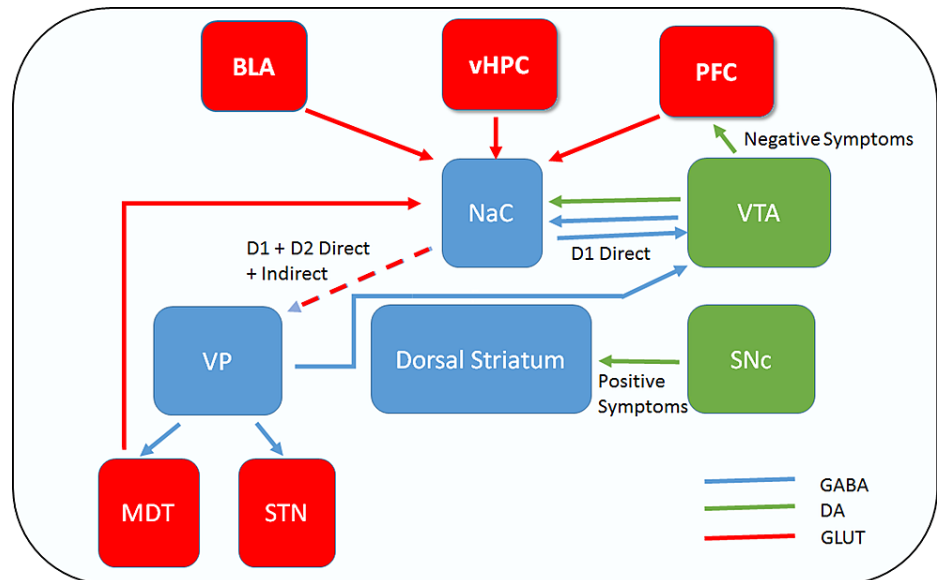 BLA
vHPC
PFC
Negative Symptoms
NaC
VTA
D1 + D2 Direct
+ Indirect
D1 Direct
VP
Dorsal Striatum
SNc
Positive
Symptoms
MDT
STN
GABA
DA
GLUT